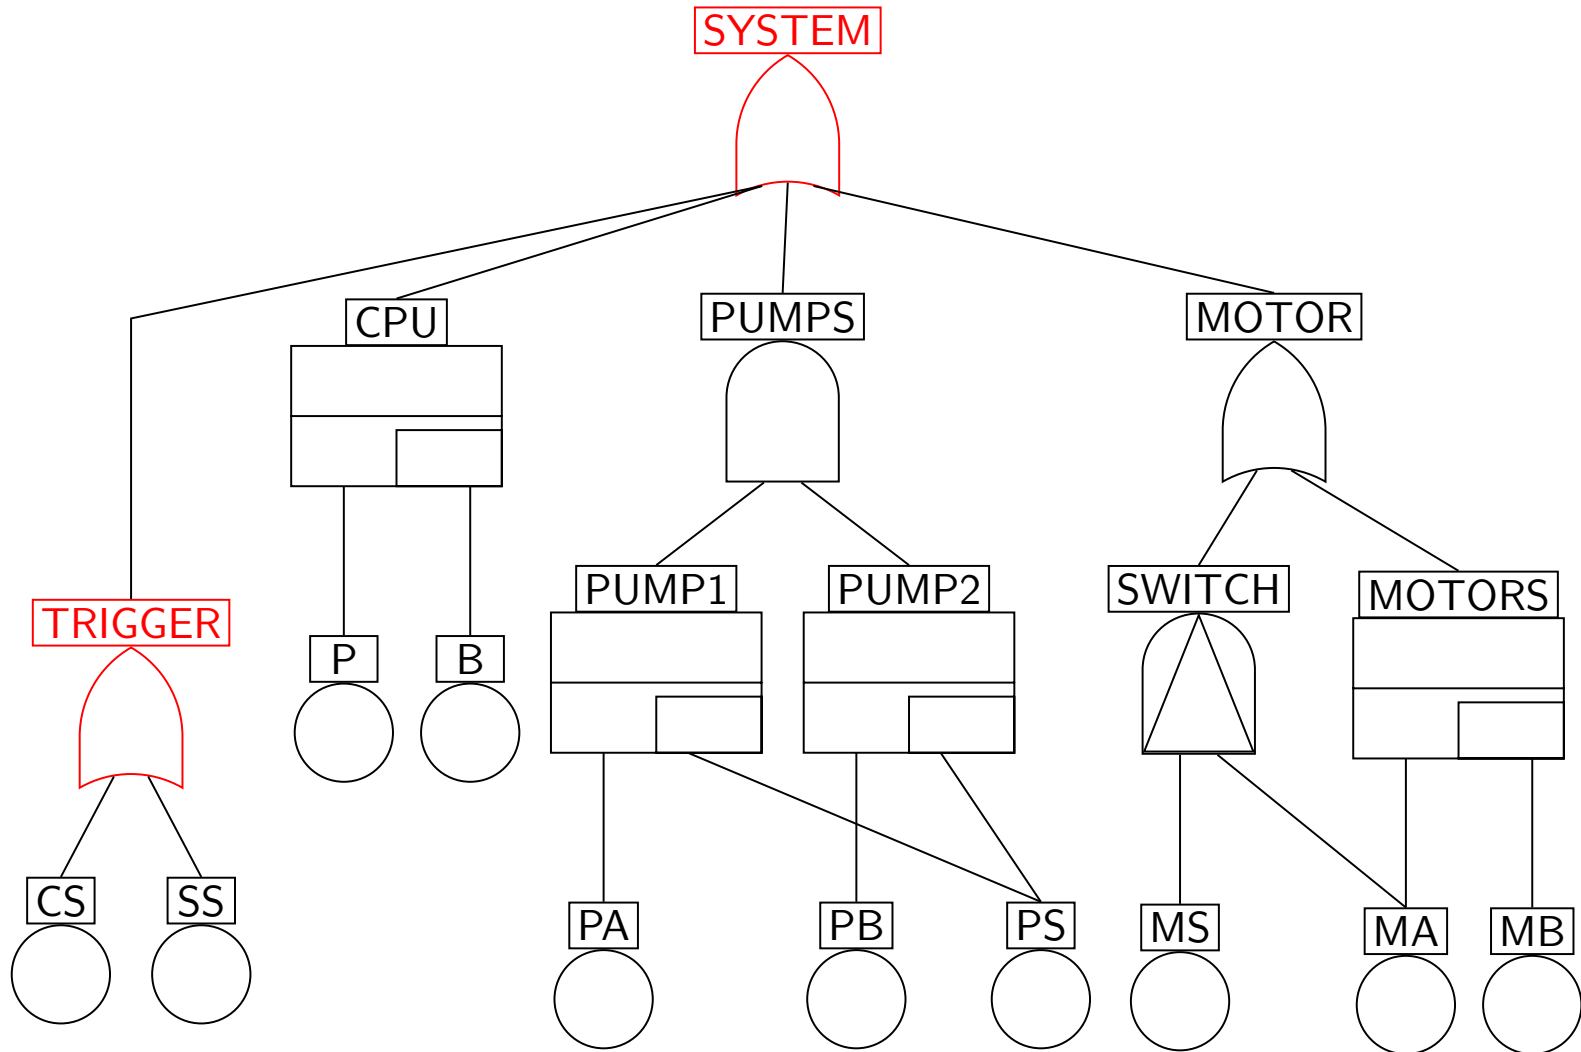 SYSTEM
CPU
PUMPS
MOTOR
TRIGGER
P
B
PUMP1
PUMP2
SWITCH
MOTORS
CS
SS
PA
PB
PS
MS
MA
MB